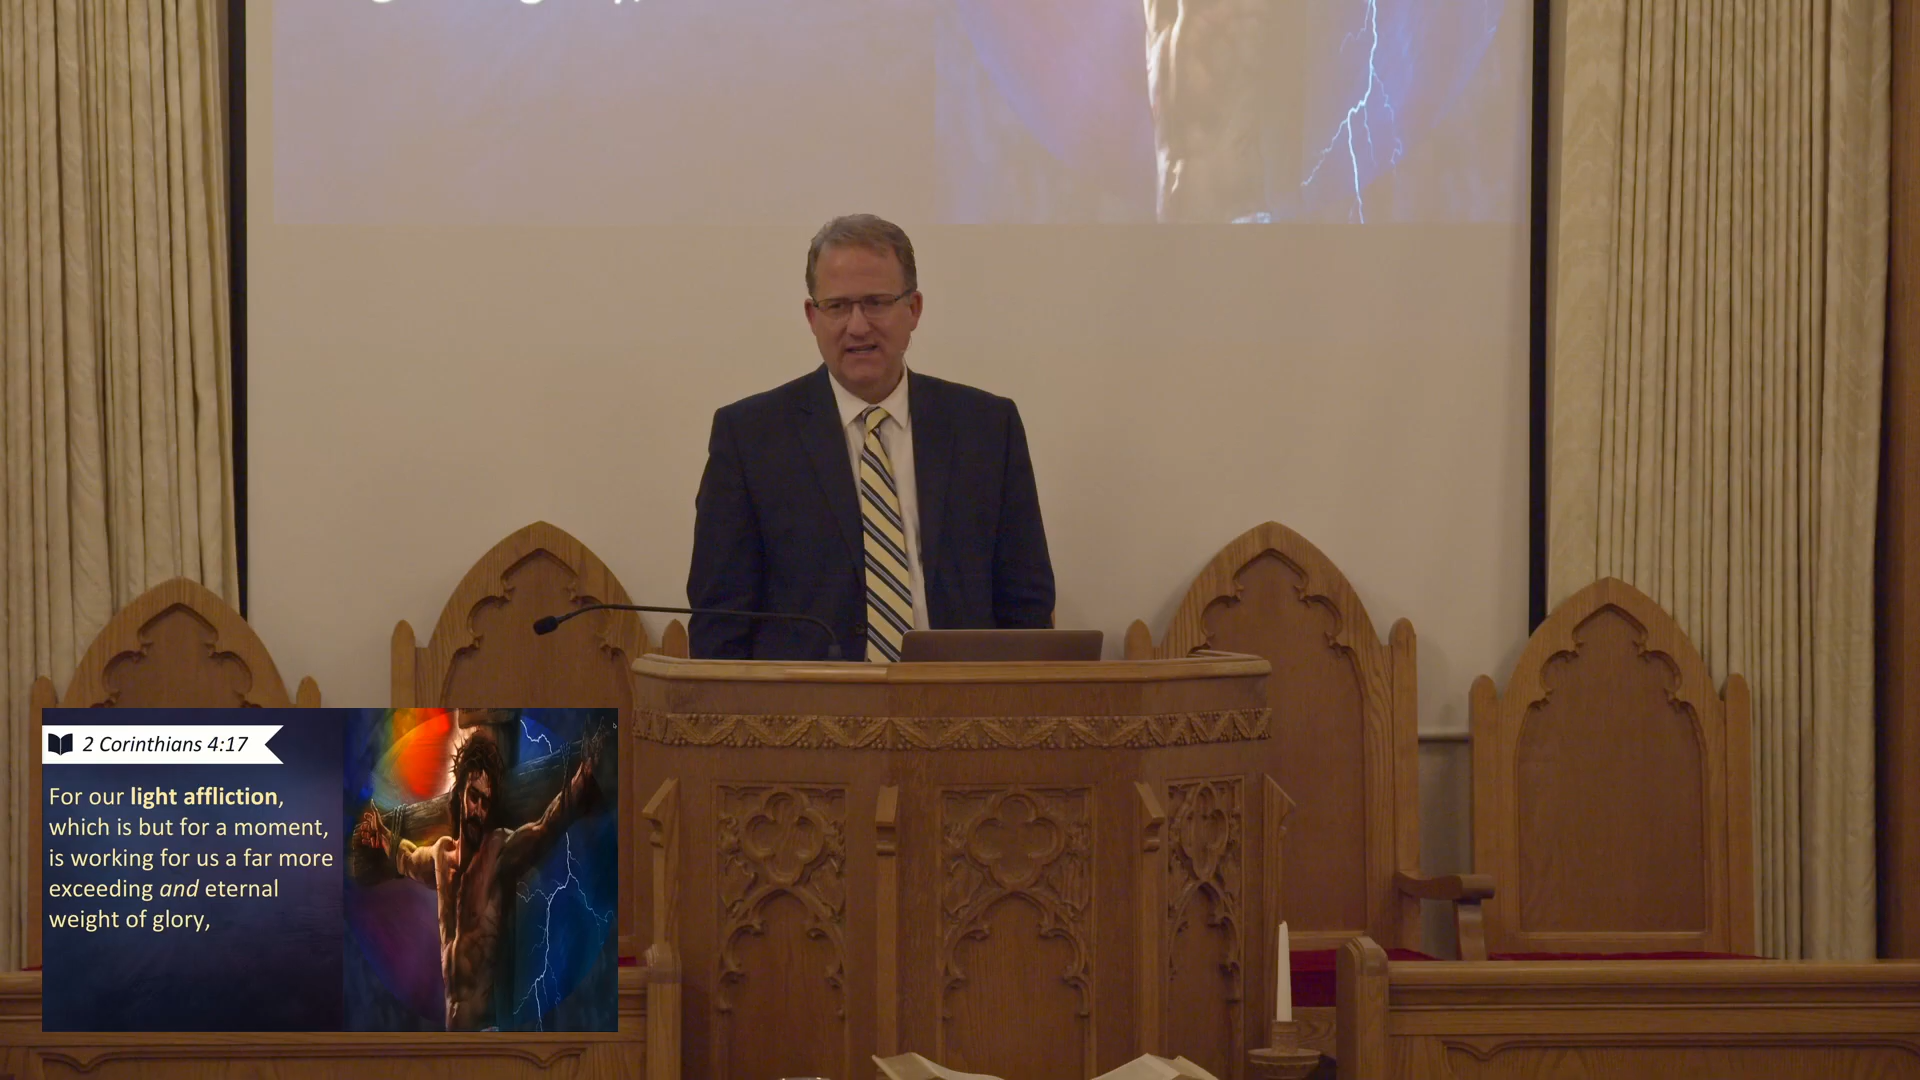 2 Corinthians 4:17
For our light affliction,
which is but for a moment,
is working for us a far more
exceeding and eternal
weight of glory,